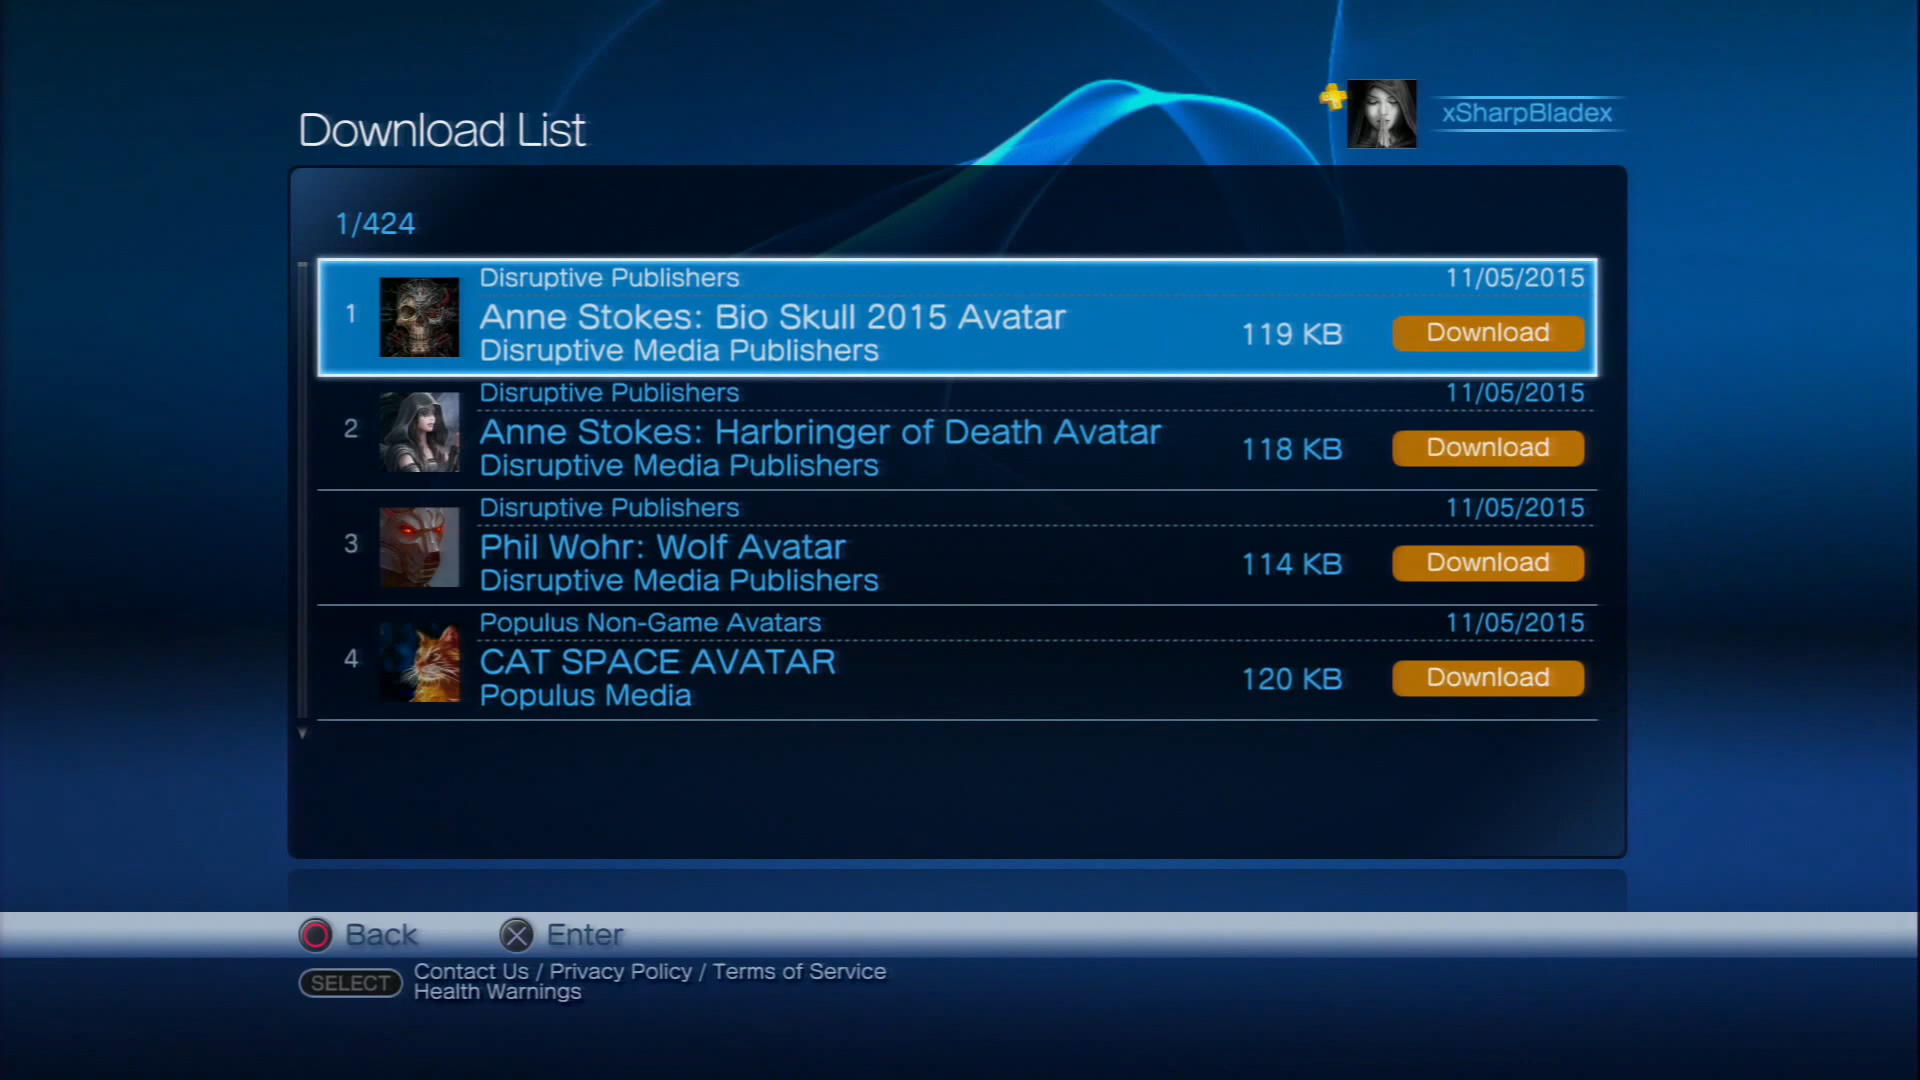 Download List
xSharpBladex
1/424
1
Disruptive Publishers
11/05/2015
Anne Stokes: Bio Skull 2015 Avatar
119 KB
Download
Disruptive Media Publishers
2
Disruptive Publishers
11/05/2015
Anne Stokes: Harbringer of Death Avatar
118 KB
Download
Disruptive Media Publishers
3
Disruptive Publishers
11/05/2015
Phil Wohr: Wolf Avatar
114 KB
Download
Disruptive Media Publishers
4
Populus Non-Game Avatars
11/05/2015
CAT SPACE AVATAR
120 KB
Download
Populus Media
Back
Enter
SELECT
Contact Us / Privacy Policy / Terms of Service
Health Warnings